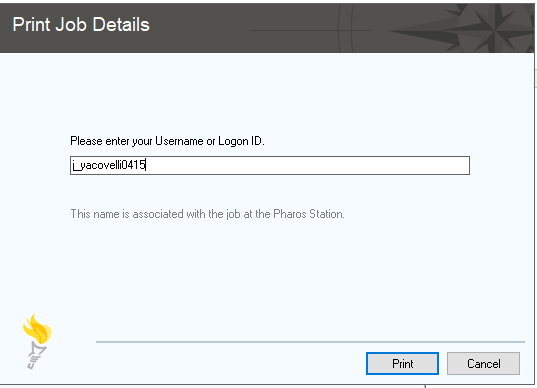 Print Job Details
Please enter your Username or Logon ID.
j_yacovelli0415
This name is associated with the job at the Pharos Station.
Print
Cancel